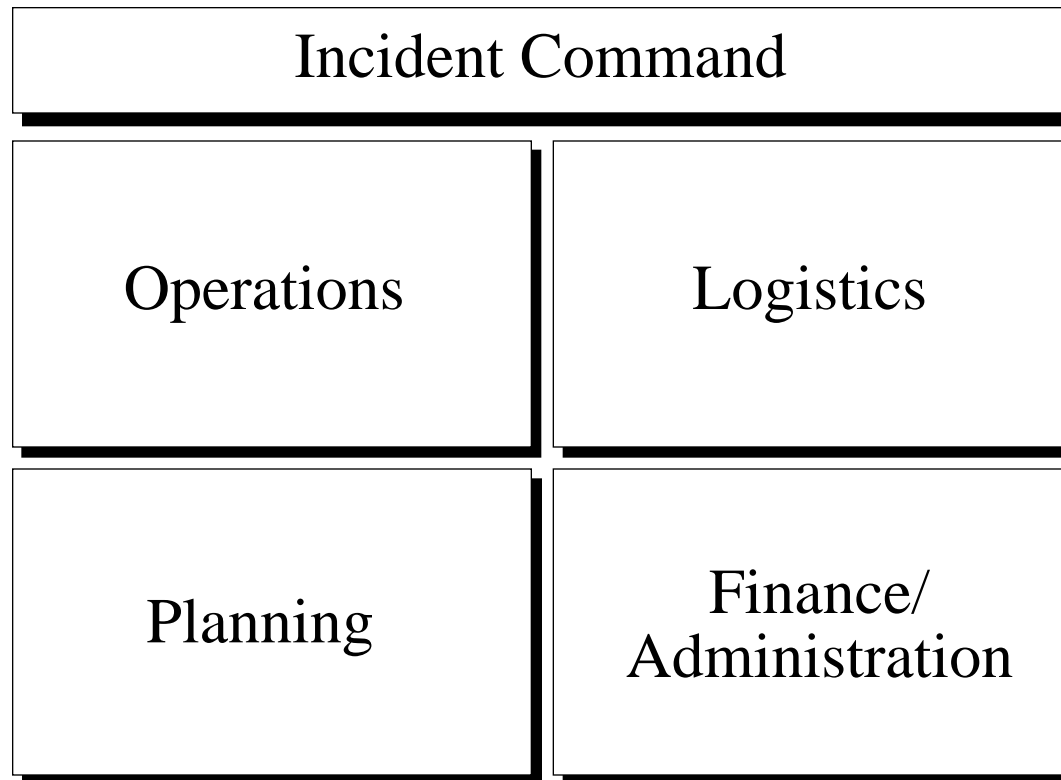 Incident Command
Operations
Logistics
Planning
Finance/
Administration